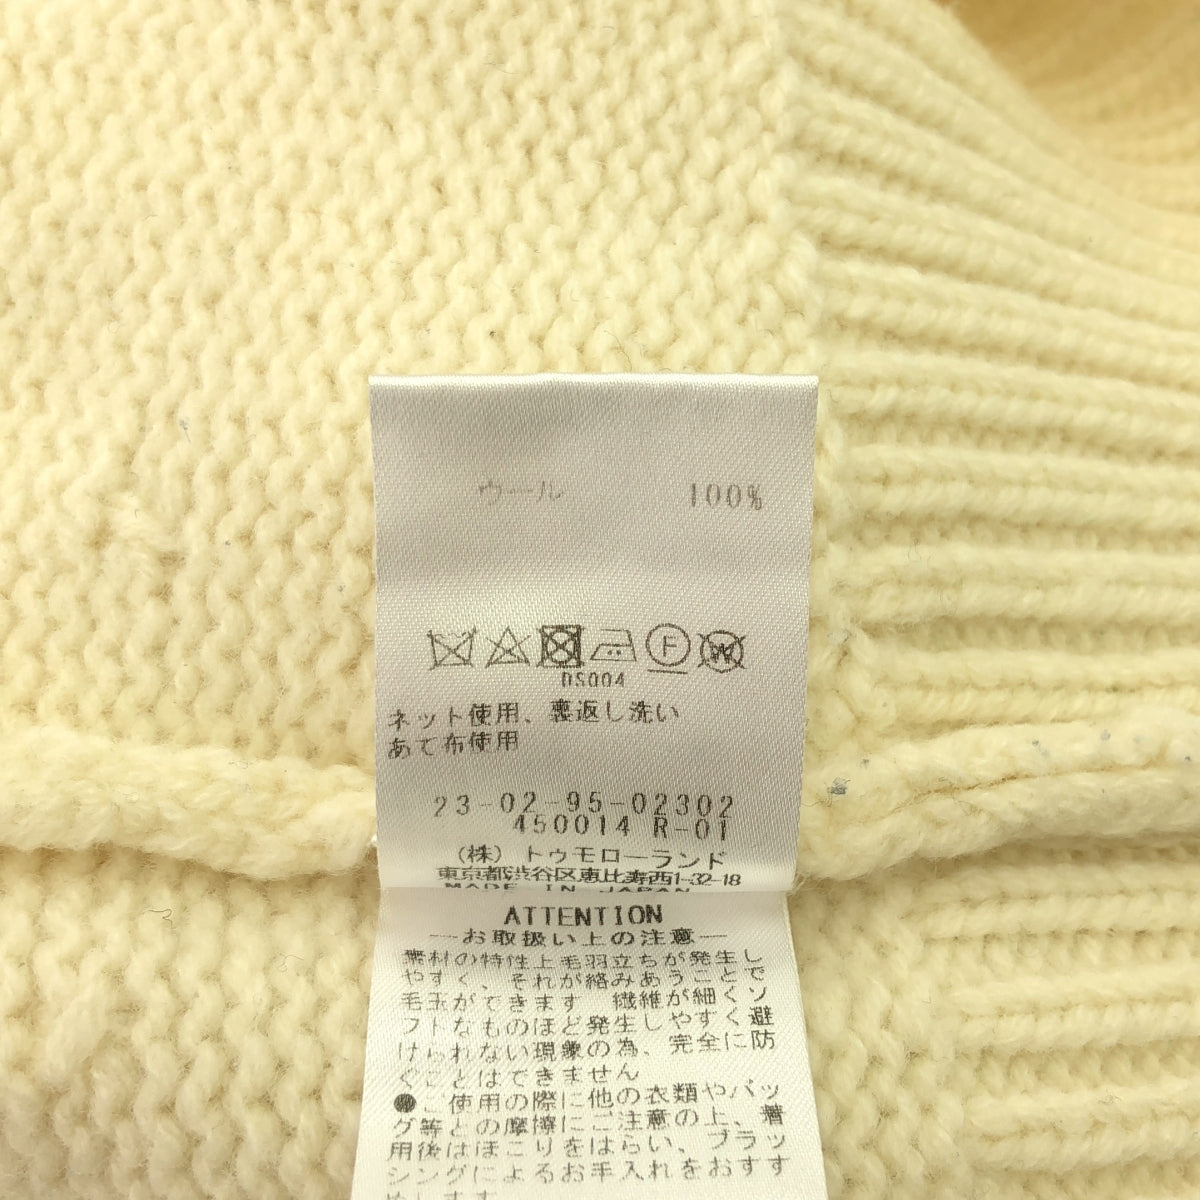 ウール 100%
F W
DS004
ネット使用、裏返し洗い
あて布使用
23-02-95-02302
450014 R-01
(株) トゥモローランド
東京都渋谷区恵比寿西1-32-18
MADE IN JAPAN
ATTENTION
―お取扱い上の注意―
素材の特性上毛羽立ちが発生し
やすく、それが絡みあうことで
毛玉ができます 繊維が細くソ
フトなものほど発生しやすく避
けられない現象の為、完全に防
ぐことはできません
●ご使用の際に他の衣類やバッ
グ等との摩擦にご注意の上、着
用後はほこりをはらい、ブラッ
シングによるお手入れをおすす
めします